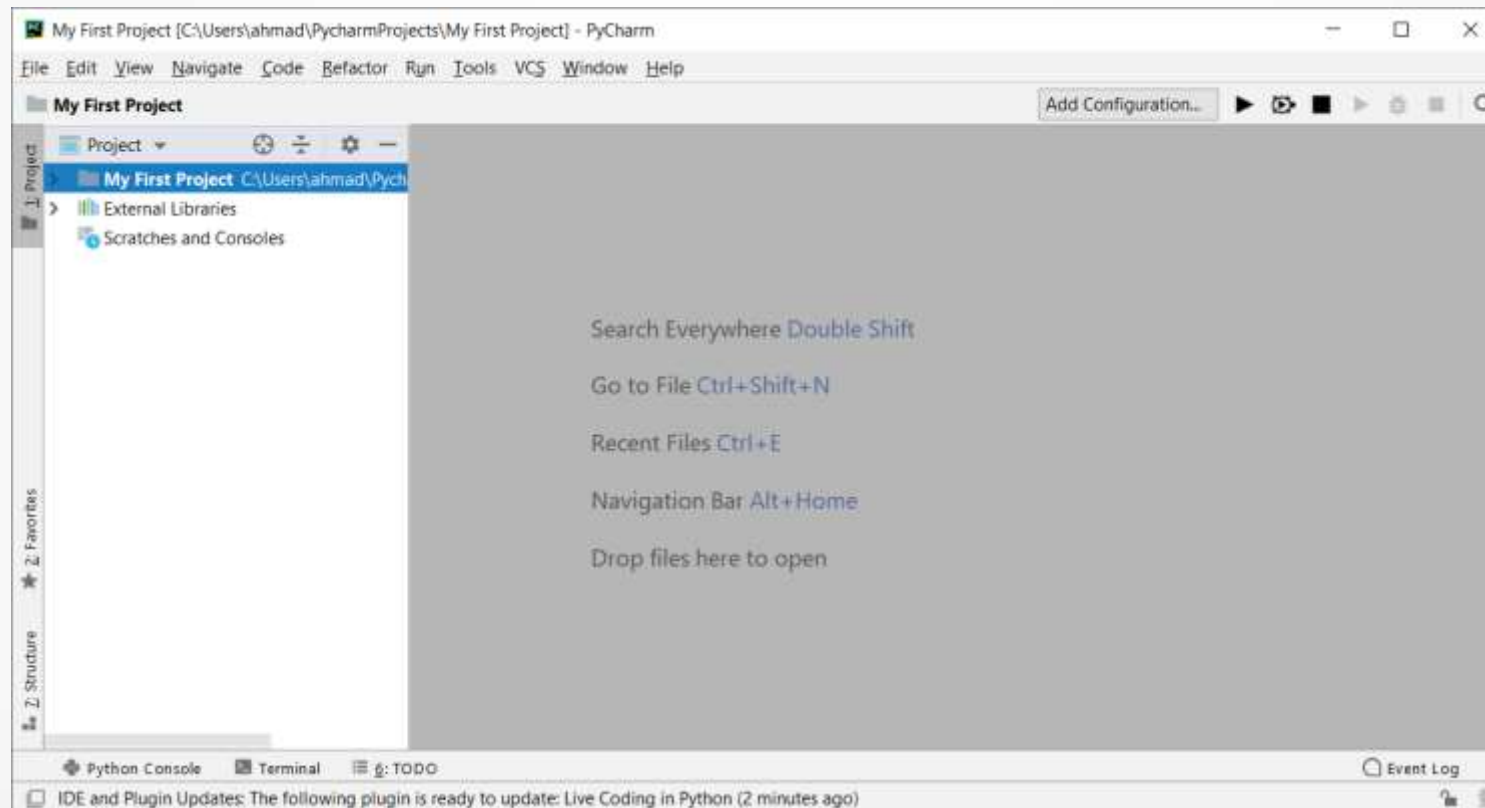 My First Project [C:\Users\ahmad\PycharmProjects\My First Project] - PyCharm
File Edit View Navigate Code Refactor Run Tools VCS Window Help
My First Project
Add Configuration...
1: Project
Project
My First Project C:\Users\ahmad\Pych
External Libraries
Scratches and Consoles
Search Everywhere Double Shift
Go to File Ctrl+Shift+N
Recent Files Ctrl+E
Navigation Bar Alt+Home
Drop files here to open
2: Favorites
7: Structure
Python Console Terminal 6: TODO Event Log
IDE and Plugin Updates: The following plugin is ready to update: Live Coding in Python (2 minutes ago)